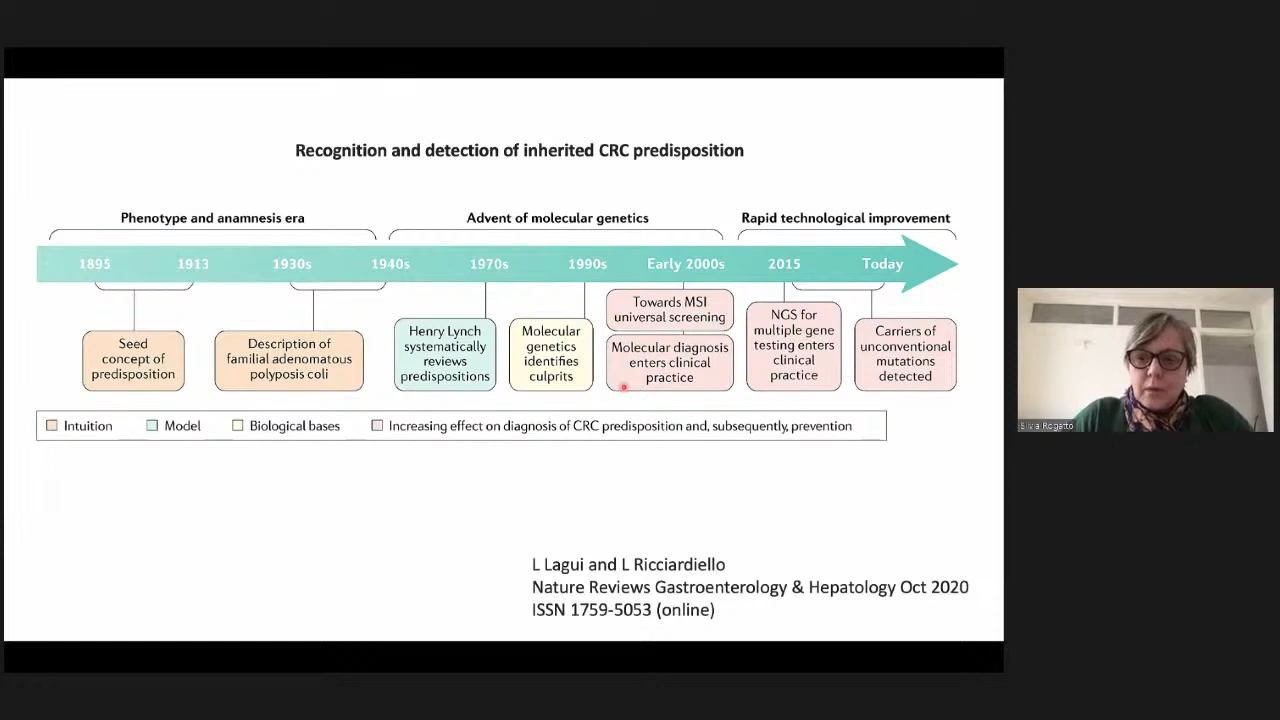 Recognition and detection of inherited CRC predisposition
Phenotype and anamnesis era
Advent of molecular genetics
Rapid technological improvement
1895
1913
1930s
1940s
1970s
1990s
Early 2000s
2015
Today
Seed
concept of
predisposition
Description of
familial adenomatous
polyposis coli
Henry Lynch
systematically
reviews
predispositions
Molecular
genetics
identifies
culprits
Towards MSI
universal screening
Molecular diagnosis
enters clinical
practice
NGS for
multiple gene
testing enters
clinical
practice
Carriers of
unconventional
mutations
detected
Intuition
Model
Biological bases
Increasing effect on diagnosis of CRC predisposition and, subsequently, prevention
L Lagui and L Ricciardiello
Nature Reviews Gastroenterology & Hepatology Oct 2020
ISSN 1759-5053 (online)
Silvia Rogatto